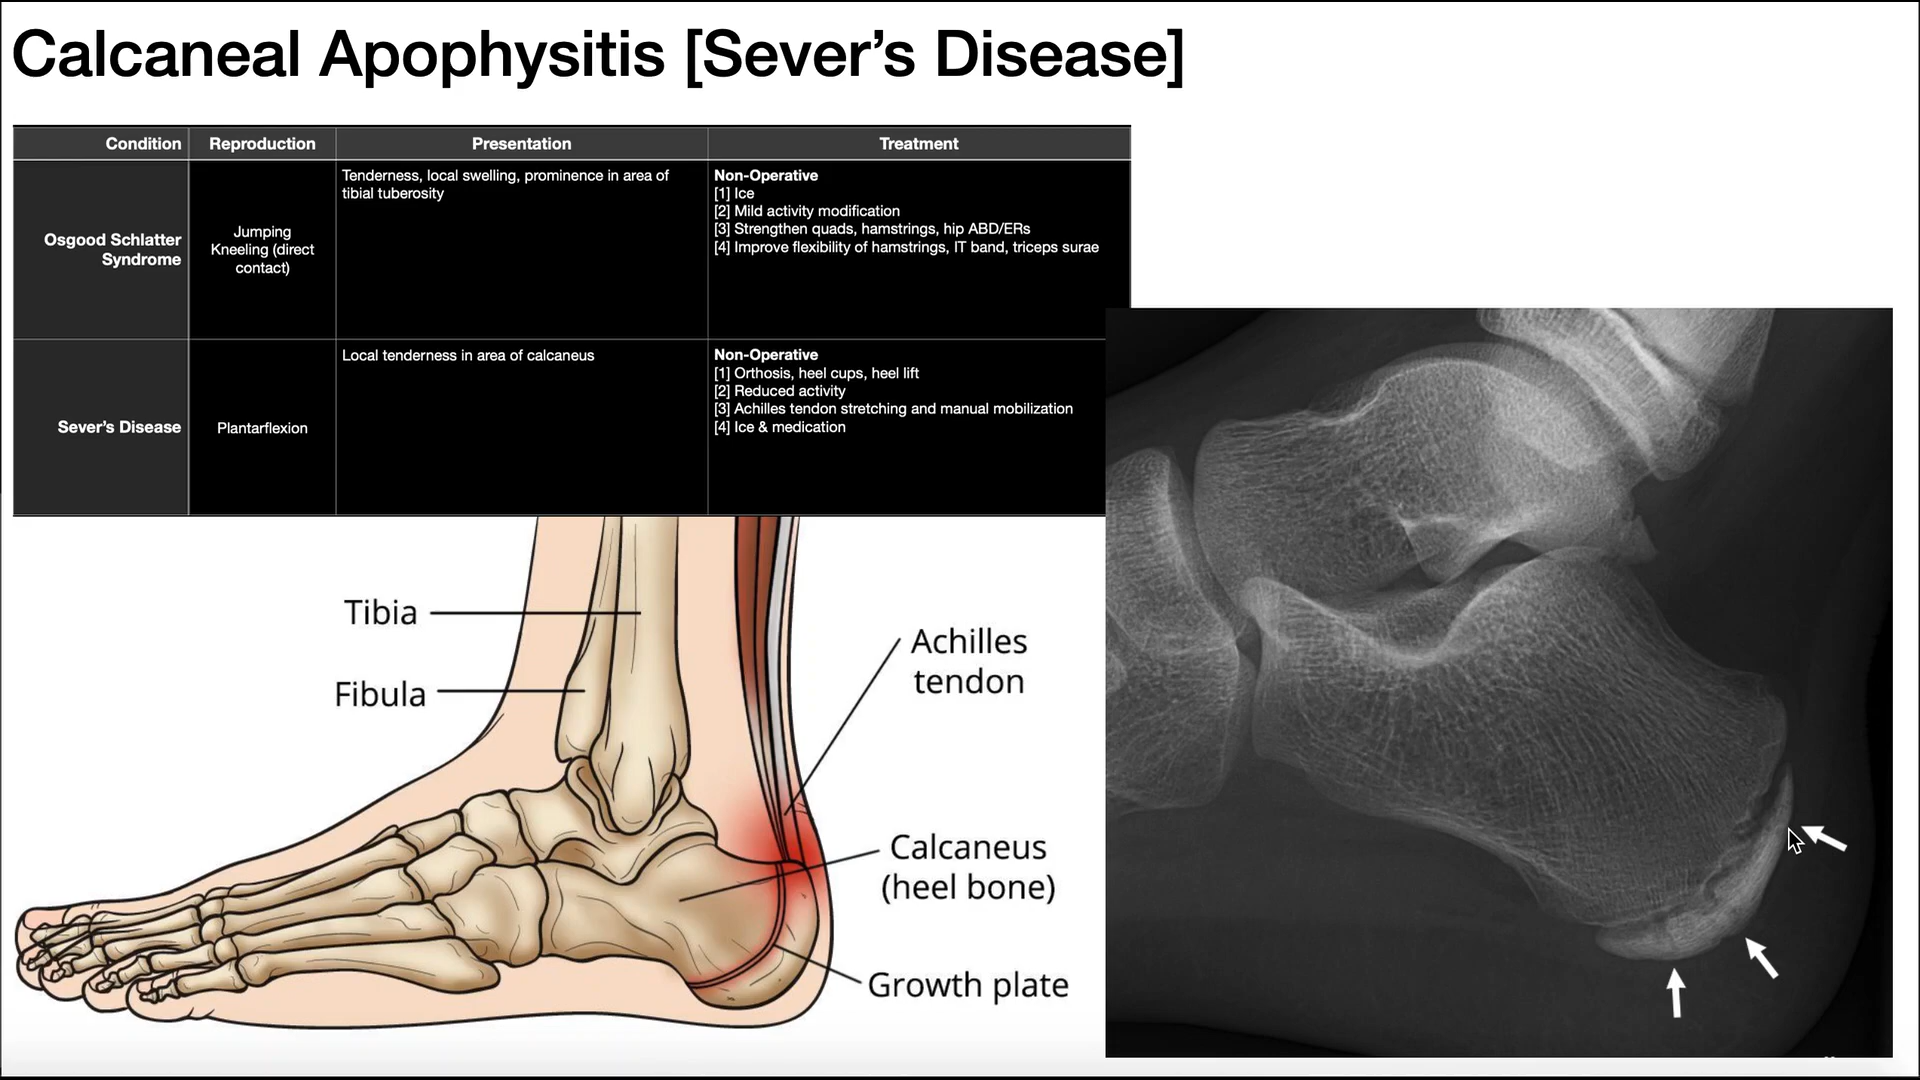 Calcaneal Apophysitis [Sever's Disease]
Condition
Reproduction
Presentation
Treatment
Osgood Schlatter
Syndrome
Jumping
Kneeling (direct
contact)
Tenderness, local swelling, prominence in area of
tibial tuberosity
Non-Operative
[1] Ice
[2] Mild activity modification
[3] Strengthen quads, hamstrings, hip ABD/ERs
[4] Improve flexibility of hamstrings, IT band, triceps surae
Sever's Disease
Plantarflexion
Local tenderness in area of calcaneus
Non-Operative
[1] Orthosis, heel cups, heel lift
[2] Reduced activity
[3] Achilles tendon stretching and manual mobilization
[4] Ice & medication
Tibia
Fibula
Achilles
tendon
Calcaneus
(heel bone)
Growth plate